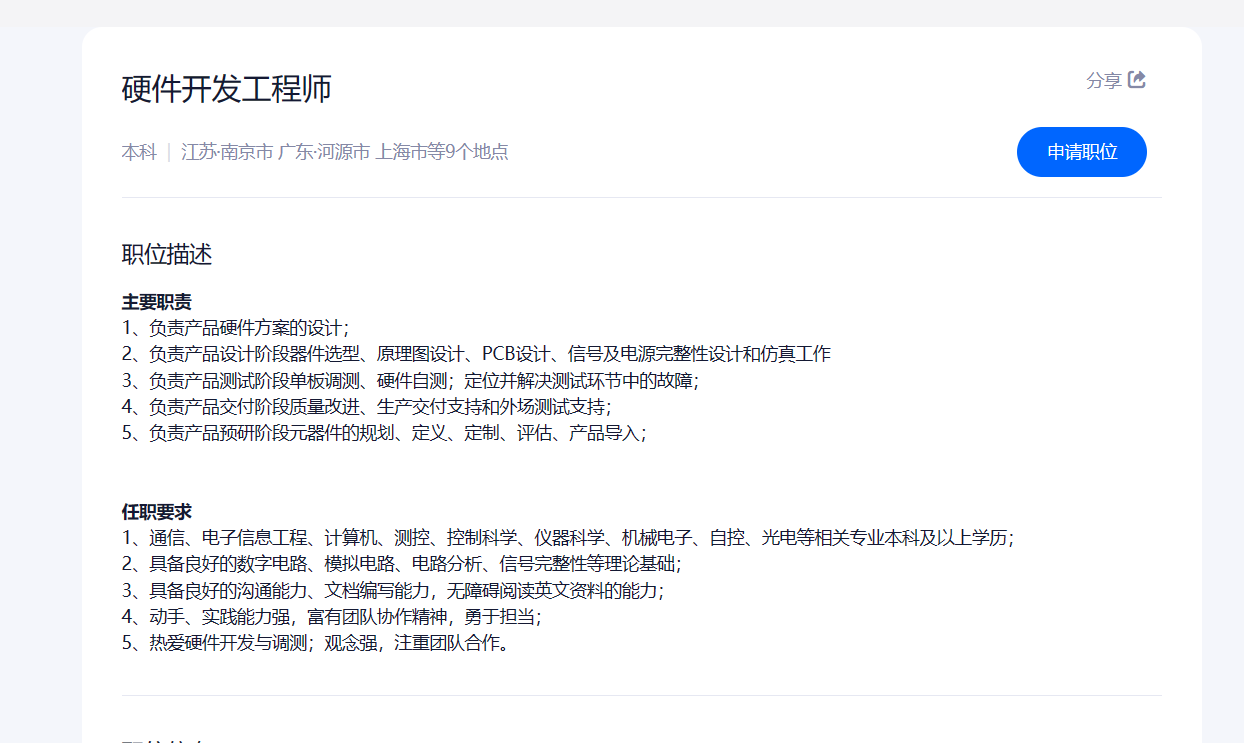 硬件开发工程师
分享
本科 | 江苏·南京市 广东·河源市 上海市等9个地点
申请职位
职位描述
主要职责
1、负责产品硬件方案的设计；
2、负责产品设计阶段器件选型、原理图设计、PCB设计、信号及电源完整性设计和仿真工作
3、负责产品测试阶段单板调测、硬件自测；定位并解决测试环节中的故障；
4、负责产品交付阶段质量改进、生产交付支持和外场测试支持；
5、负责产品预研阶段元器件的规划、定义、定制、评估、产品导入；
任职要求
1、通信、电子信息工程、计算机、测控、控制科学、仪器科学、机械电子、自控、光电等相关专业本科及以上学历；
2、具备良好的数字电路、模拟电路、电路分析、信号完整性等理论基础；
3、具备良好的沟通能力、文档编写能力，无障碍阅读英文资料的能力；
4、动手、实践能力强，富有团队协作精神，勇于担当；
5、热爱硬件开发与调测；观念强，注重团队合作。